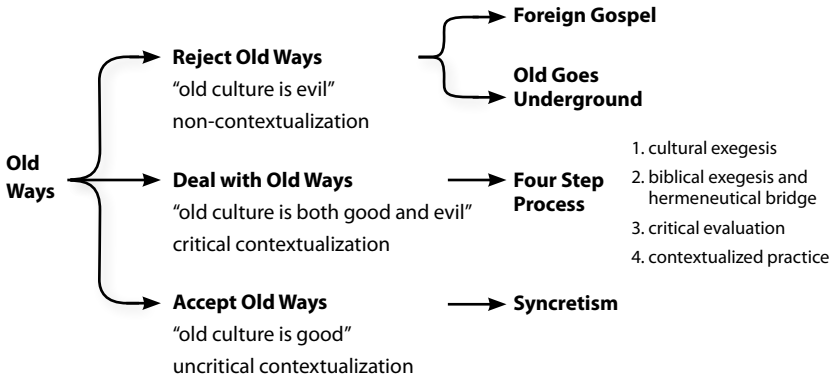 Old
Ways
Reject Old Ways
“old culture is evil”
non-contextualization
Foreign Gospel
Old Goes
Underground
Deal with Old Ways
“old culture is both good and evil”
critical contextualization
Four Step
Process
1. cultural exegesis
2. biblical exegesis and
hermeneutical bridge
3. critical evaluation
4. contextualized practice
Accept Old Ways
“old culture is good”
uncritical contextualization
Syncretism